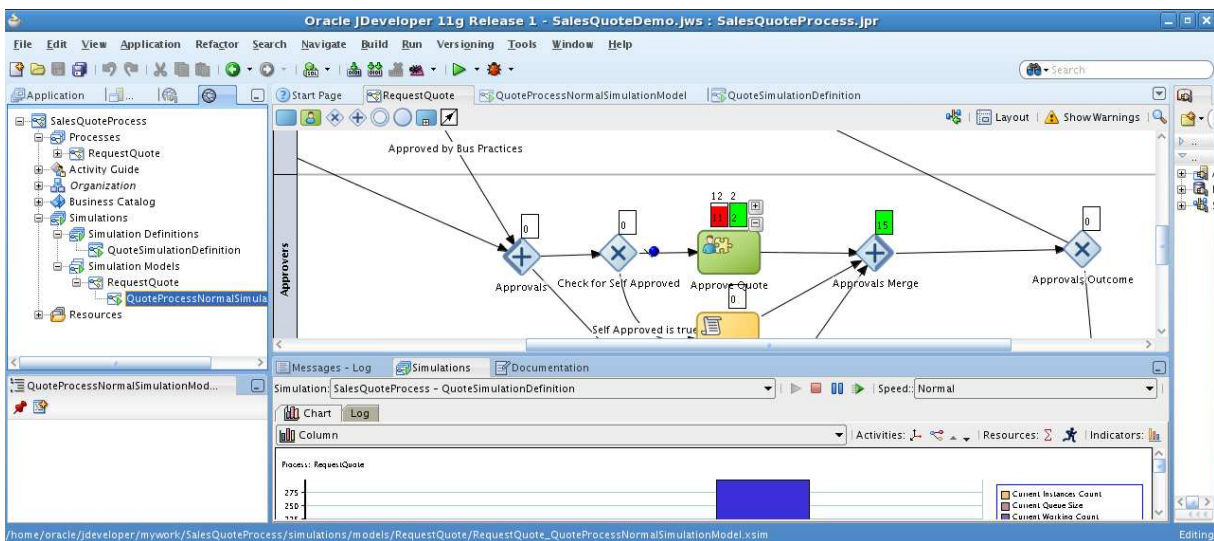 Oracle JDeveloper 11g Release 1 - SalesQuoteDemo.jws : SalesQuoteProcess.jpr
File Edit View Application Refactor Search Navigate Build Run Versioning Tools Window Help
Search
Application
Start Page RequestQuote QuoteProcessNormalSimulationModel QuoteSimulationDefinition
Layout Show Warnings
SalesQuoteProcess
Processes
RequestQuote
Activity Guide
Organization
Business Catalog
Simulations
Simulation Definitions
QuoteSimulationDefinition
Simulation Models
RequestQuote
QuoteProcessNormalSimula
Resources
Approvers
Approved by Bus Practices
12 2
0 0 11 2 15 0
Approvals Check for Self Approved Approve Quote Approvals Merge Approvals Outcome
0
Self Approved is true
Messages - Log Simulations Documentation
QuoteProcessNormalSimulationMod...
Simulation: SalesQuoteProcess - QuoteSimulationDefinition Speed: Normal
Chart Log
Column Activities: Resources: Indicators:
Process: RequestQuote
275
250
Current Instances Count
Current Queue Size
Current Working Count
/home/oracle/jdeveloper/mywork/SalesQuoteProcess/simulations/models/RequestQuote/RequestQuote_QuoteProcessNormalSimulationModel.xsim Editing